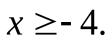 x ≥- 4.